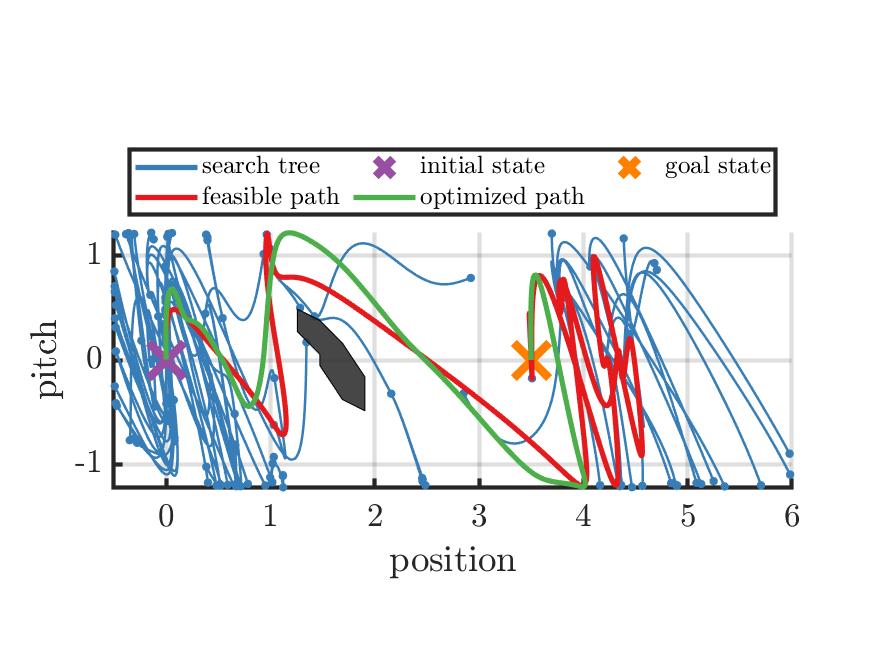 search tree initial state goal state
feasible path optimized path
1
0
-1
pitch
0 1 2 3 4 5 6
position